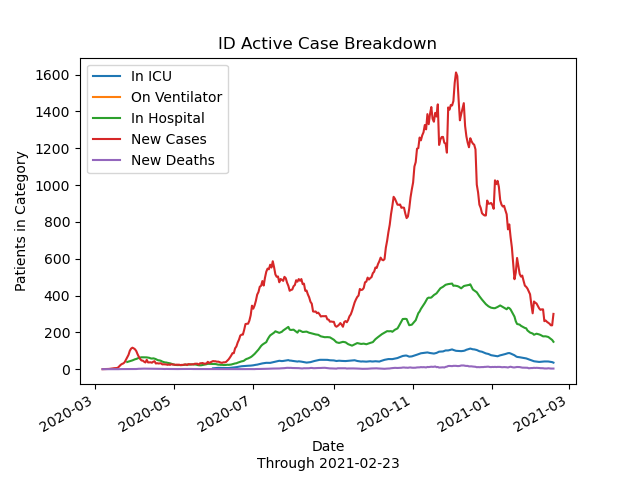 ID Active Case Breakdown
In ICU
On Ventilator
In Hospital
New Cases
New Deaths
Patients in Category
1600
1400
1200
1000
800
600
400
200
0
2020-03
2020-05
2020-07
2020-09
2020-11
2021-01
2021-03
Date
Through 2021-02-23